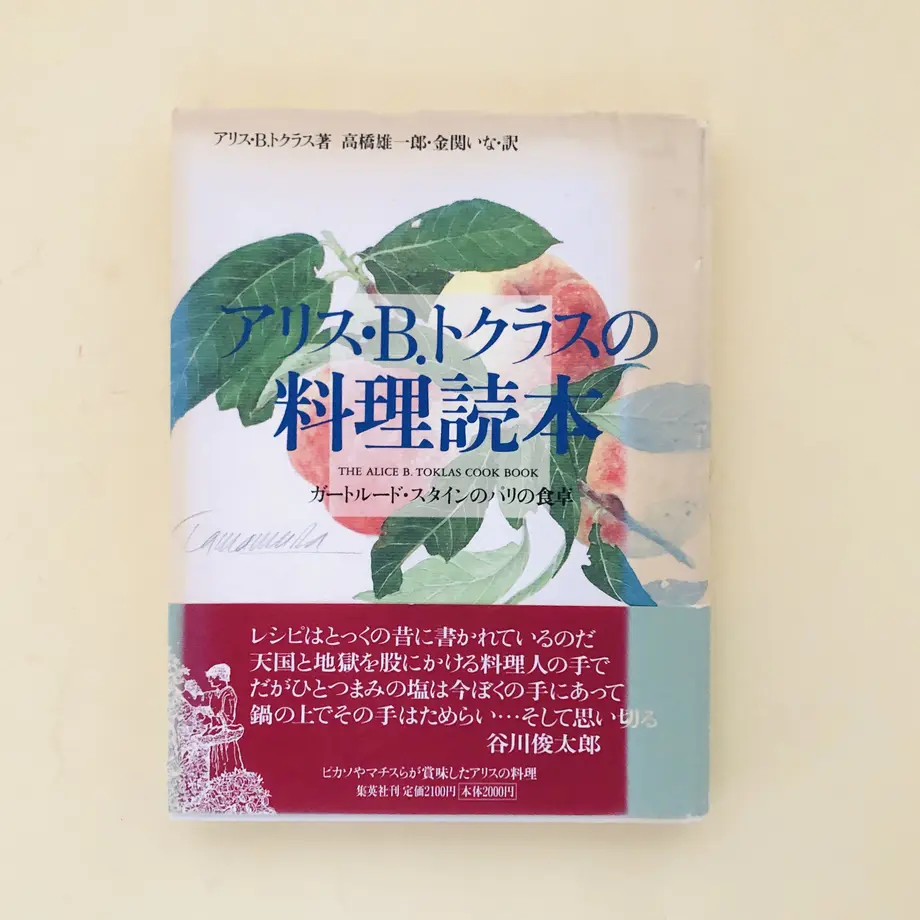 アリス・B.トクラス著 高橋雄一郎・金関いな・訳
アリス・B.トクラスの
料理読本
THE ALICE B. TOKLAS COOK BOOK
ガートルード・スタインのパリの食卓
レシピはとっくの昔に書かれているのだ
天国と地獄を股にかける料理人の手で
だがひとつまみの塩は今ぼくの手にあって
鍋の上でその手はためらい…そして思い切る
谷川俊太郎
ピカソやマチスらが賞味したアリスの料理
集英社刊 定価2100円 本体2000円